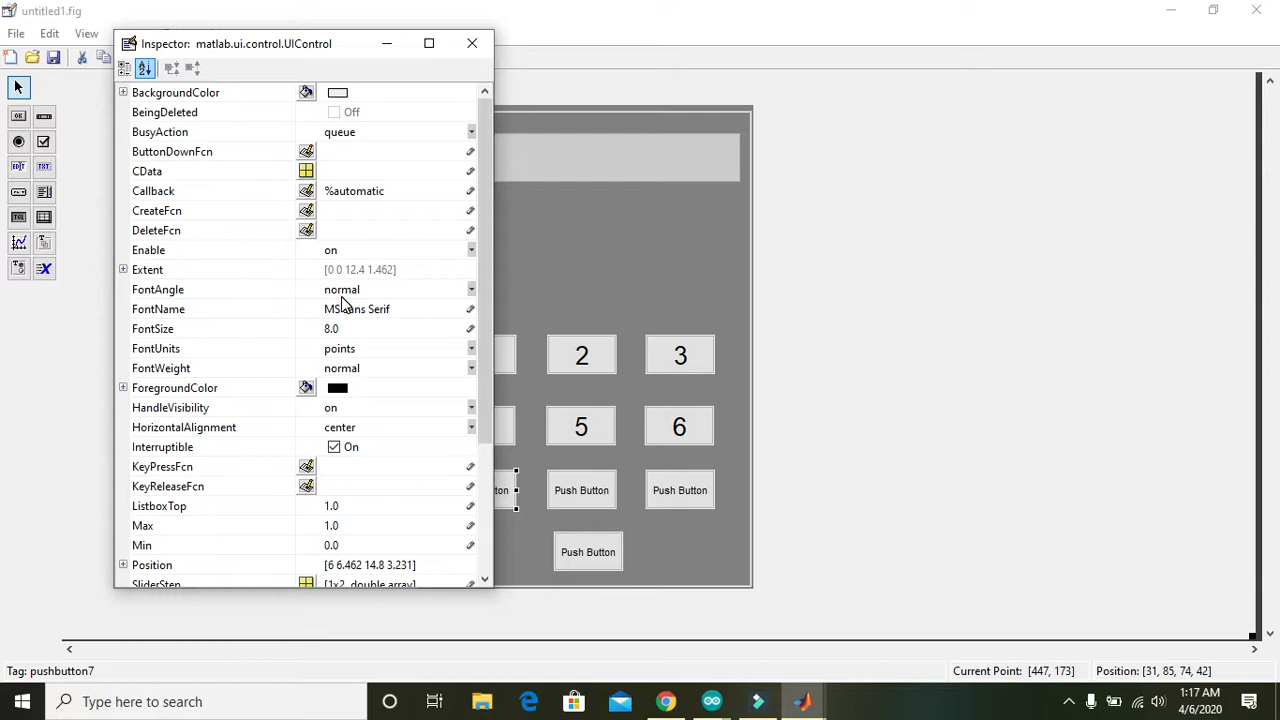 untitled1.fig
File Edit View
Inspector: matlab.ui.control.UIControl
BackgroundColor
BeingDeleted Off
BusyAction queue
ButtonDownFcn
CData
Callback %automatic
CreateFcn
DeleteFcn
Enable on
Extent [0 0 12.4 1.462]
FontAngle normal
FontName MS Sans Serif
FontSize 8.0
FontUnits points
FontWeight normal
ForegroundColor
HandleVisibility on
HorizontalAlignment center
Interruptible On
KeyPressFcn
KeyReleaseFcn
ListboxTop 1.0
Max 1.0
Min 0.0
Position [6 6.462 14.8 3.231]
SliderStep [1x2 double array]
2 3
5 6
Push Button Push Button
Push Button
Tag: pushbutton7 Current Point: [447, 173] Position: [31, 85, 74, 42]
Type here to search
1:17 AM
4/6/2020